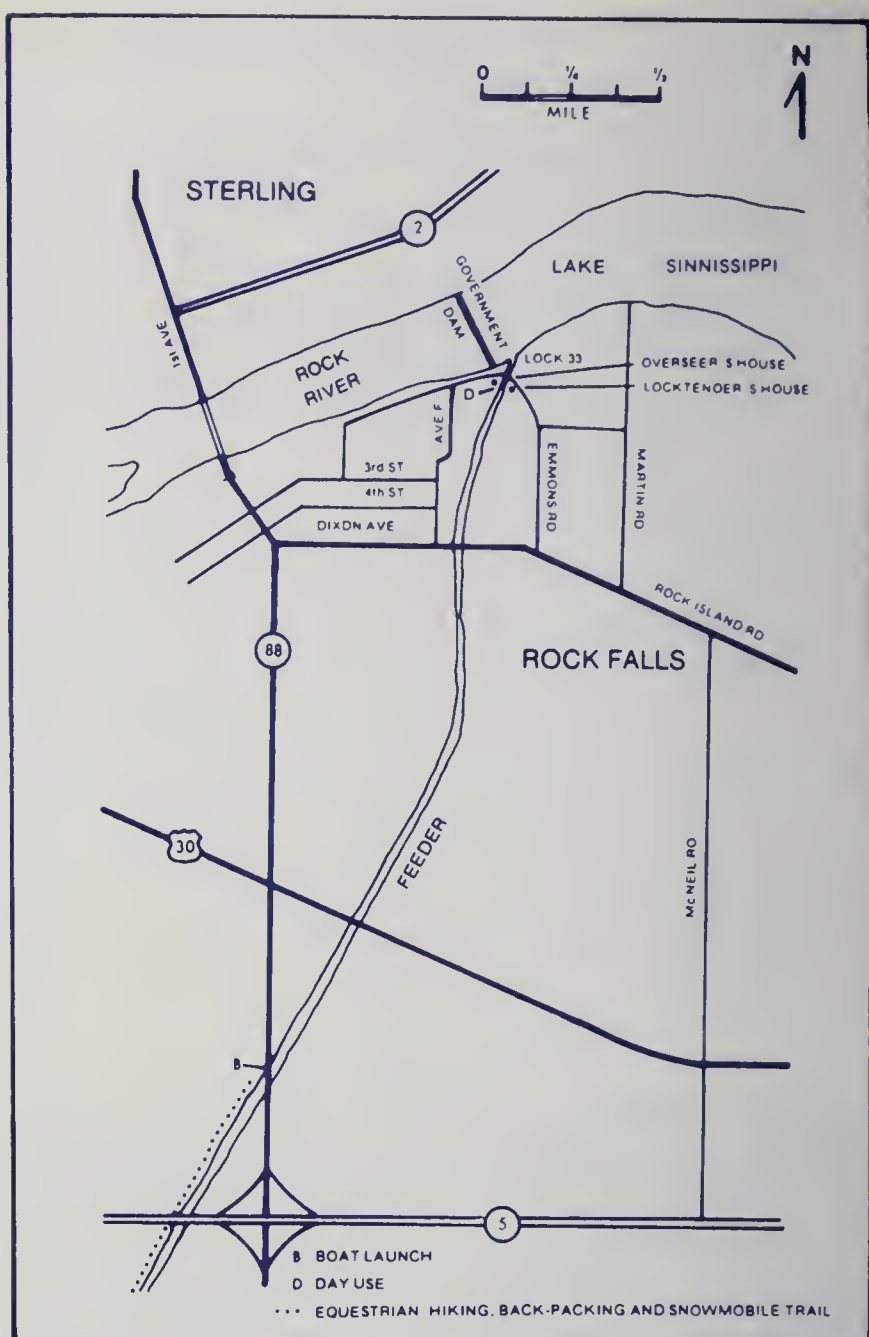 N
0 ¼ ½
MILE
STERLING
2
LAKE SINNISSIPPI
GOVERNMENT
DAM
1st AVE
LOCK 33
ROCK
RIVER
OVERSEER S HOUSE
D
LOCKTENDER S HOUSE
AVE F
3rd ST
4th ST
EMMONS RD
MARTIN RD
DIXON AVE
ROCK ISLAND RD
88
ROCK FALLS
30
FEEDER
McNEIL RD
B
5
B BOAT LAUNCH
D DAY USE
... EQUESTRIAN HIKING, BACK-PACKING AND SNOWMOBILE TRAIL